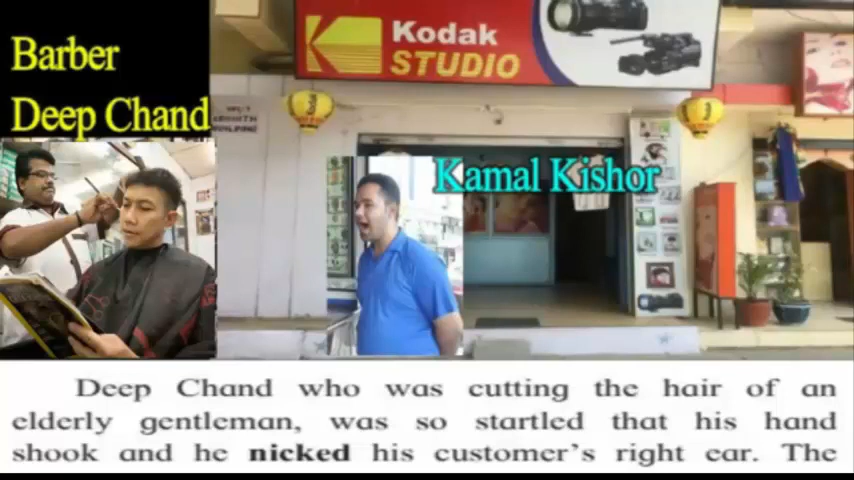 Barber
Deep Chand
Kodak
STUDIO
Kamal Kishor
Deep Chand who was cutting the hair of an
elderly gentleman, was so startled that his hand
shook and he nicked his customer's right ear. The